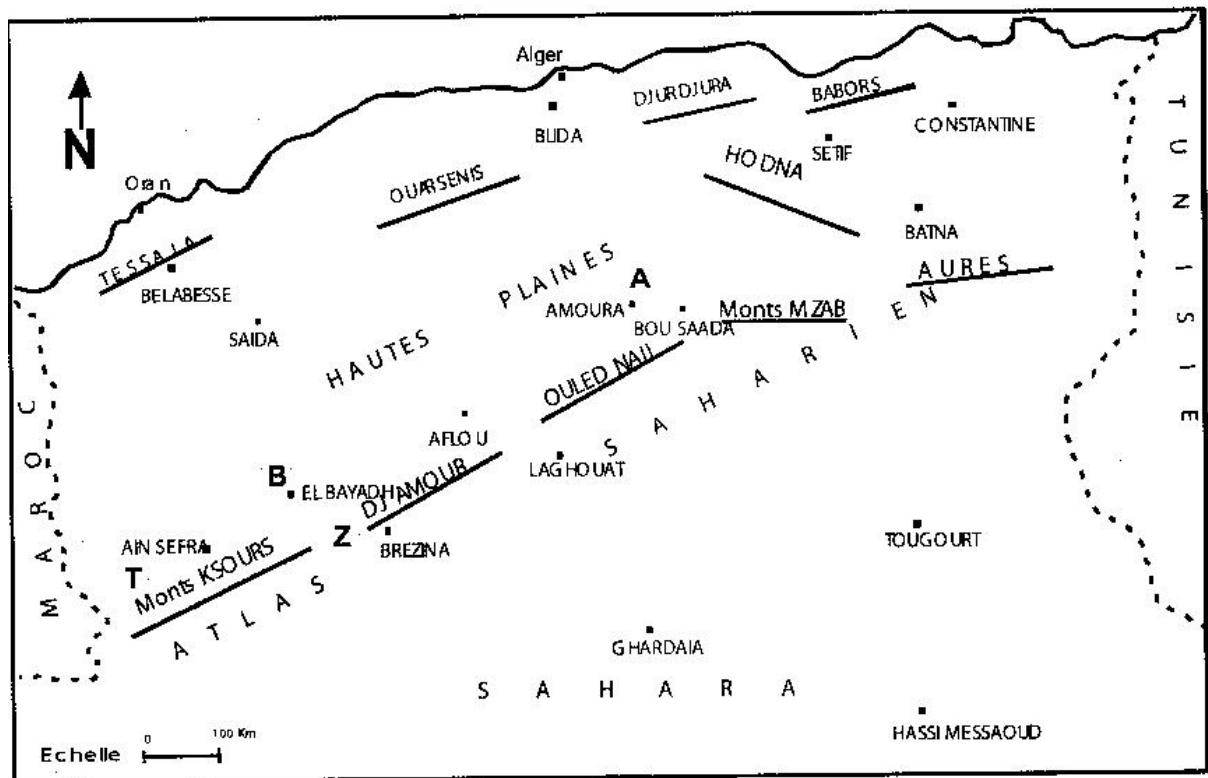 Alger
N
DJURDJURA
BABORS
BLIDA
CONSTANTINE
SETIF
HODNA
Oran
OUARSENIS
BATNA
TESSALA
AURES
BELABESSE
HAUTES PLAINES
A
AMOURA
BOU SAADA
Monts MZAB
SAIDA
OULED NAIL
AFLOU
LAGHOUAT
B
EL BAYADH
DJ AMOUR
Z
BREZINA
AIN SEFRA
T
Monts KSOURS
ATLAS SAHARIEN
TOUGOURT
GHARDAIA
SAHARA
HASSI MESSAOUD
MAROC
TUNISIE
Echelle
0 100 Km